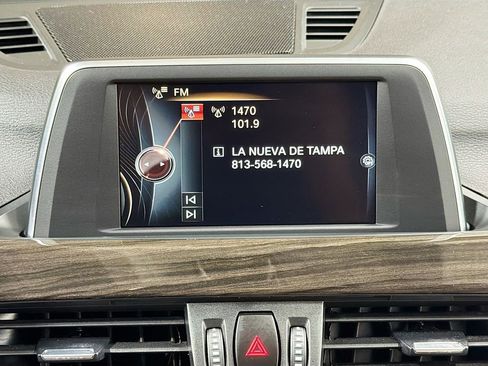 FM
1470
101.9
LA NUEVA DE TAMPA
813-568-1470